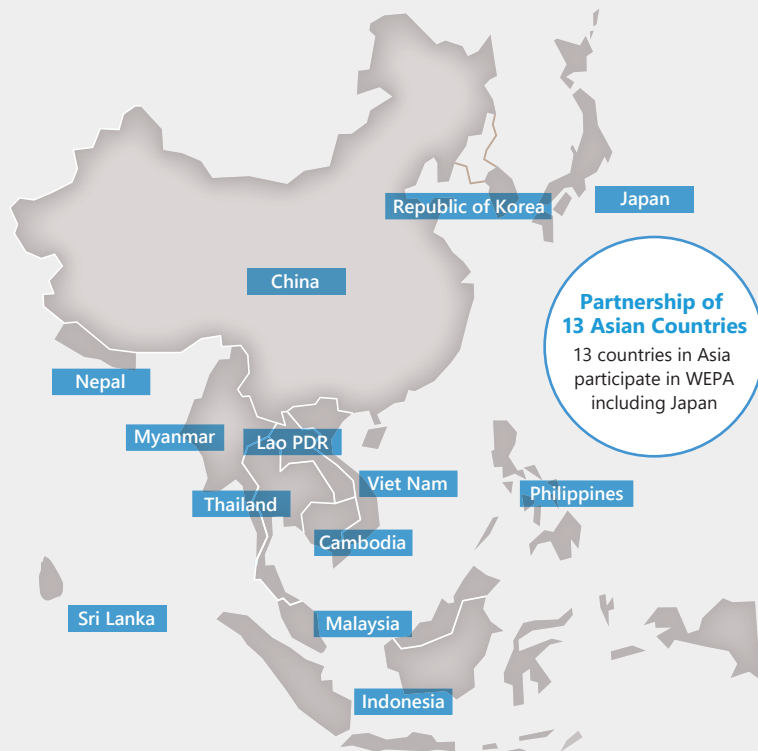 Republic of Korea
Japan
China
Partnership of
13 Asian Countries
13 countries in Asia
participate in WEPA
including Japan
Nepal
Myanmar
Lao PDR
Viet Nam
Thailand
Philippines
Cambodia
Sri Lanka
Malaysia
Indonesia